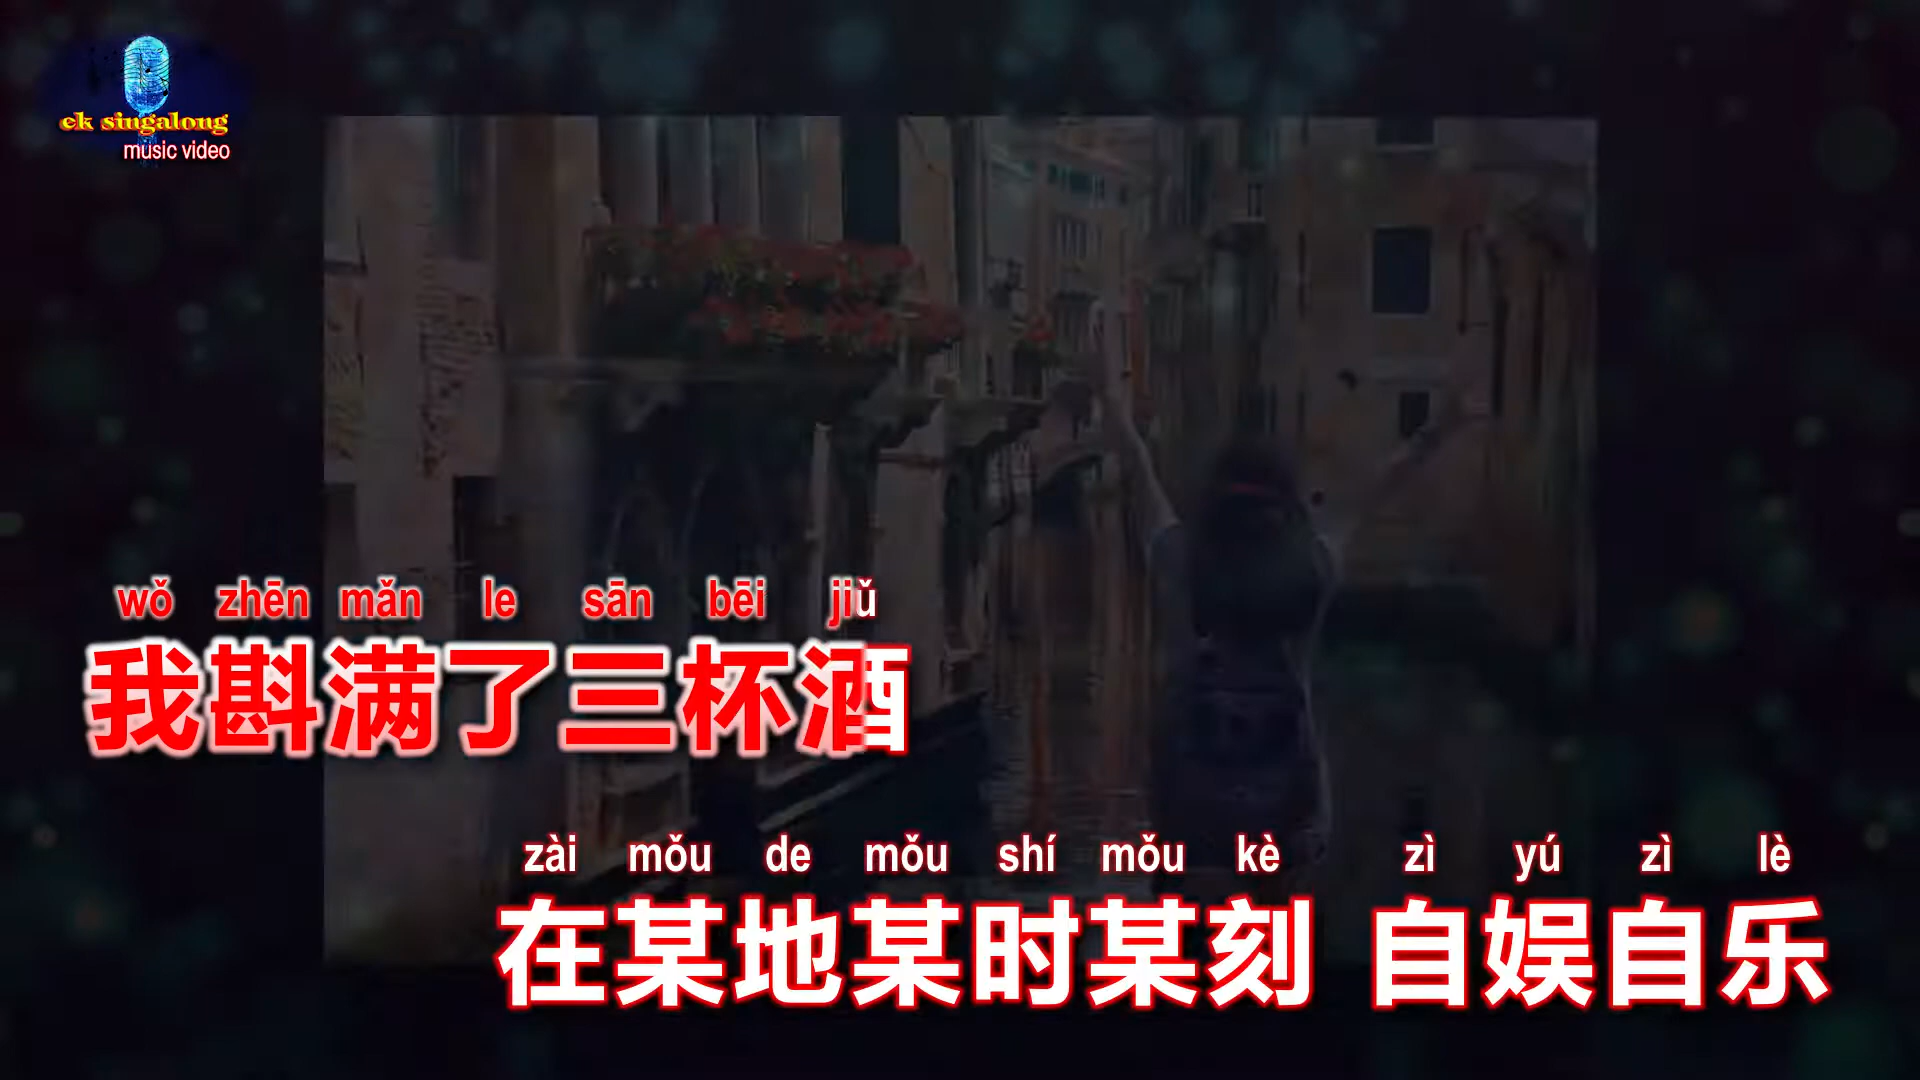 ek singalong
music video
wǒ zhēn mǎn le sān bēi jiǔ
我斟满了三杯酒
zài mǒu de mǒu shí mǒu kè zì yú zì lè
在某地某时某刻 自娱自乐